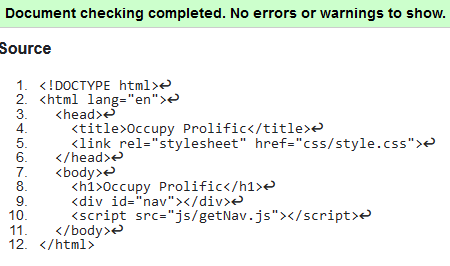 Document checking completed. No errors or warnings to show.
Source
1. <!DOCTYPE html>↩
2. <html lang="en">↩
3.   <head>↩
4.     <title>Occupy Prolific</title>↩
5.     <link rel="stylesheet" href="css/style.css">↩
6.   </head>↩
7.   <body>↩
8.     <h1>Occupy Prolific</h1>↩
9.     <div id="nav"></div>↩
10.     <script src="js/getNav.js"></script>↩
11.   </body>↩
12. </html>